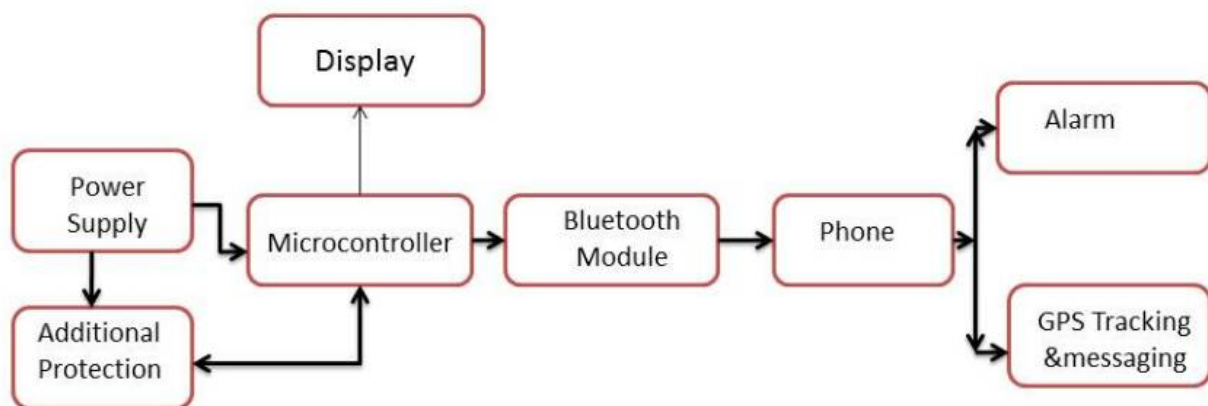 Display
Alarm
Power
Supply
Microcontroller
Bluetooth
Module
Phone
Additional
Protection
GPS Tracking
&messaging